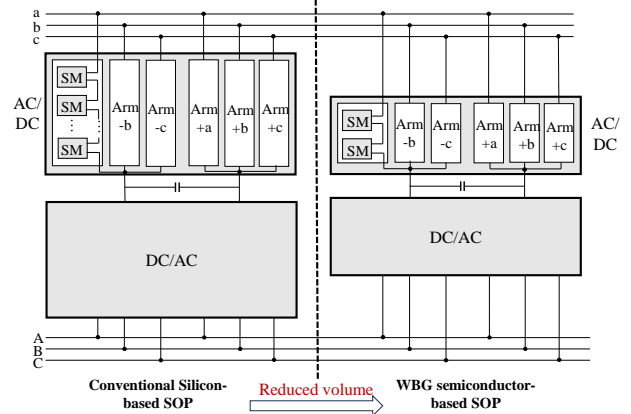 a
b
c
AC/
DC
SM
SM
SM
Arm
-b
Arm
-c
Arm
+a
Arm
+b
Arm
+c
SM
SM
Arm
-b
Arm
-c
Arm
+a
Arm
+b
Arm
+c
AC/
DC
DC/AC
DC/AC
A
B
C
Conventional Silicon-
based SOP
Reduced volume
WBG semiconductor-
based SOP